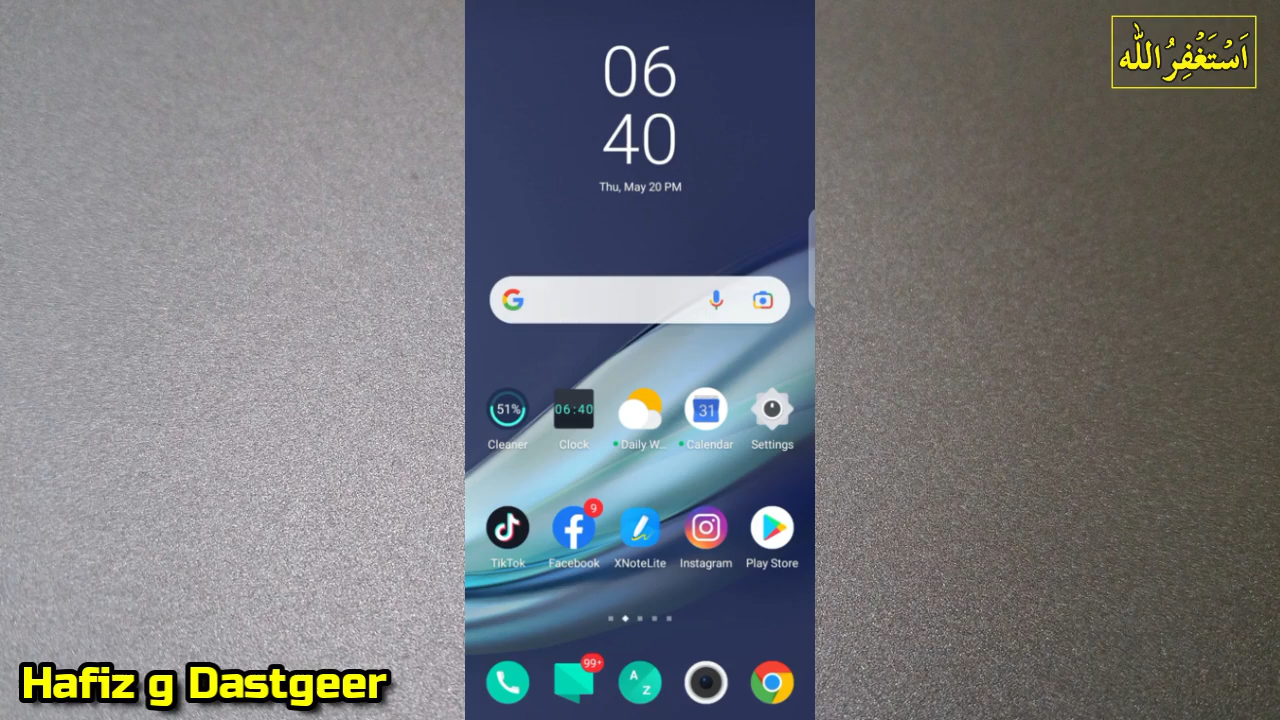 اَسْتَغْفِرُاللّٰه
06
40
Thu, May 20 PM
51%
06:40
31
Cleaner
Clock
Daily W...
Calendar
Settings
9
TikTok
Facebook
XNoteLite
Instagram
Play Store
99+
A
Z
Hafiz g Dastgeer